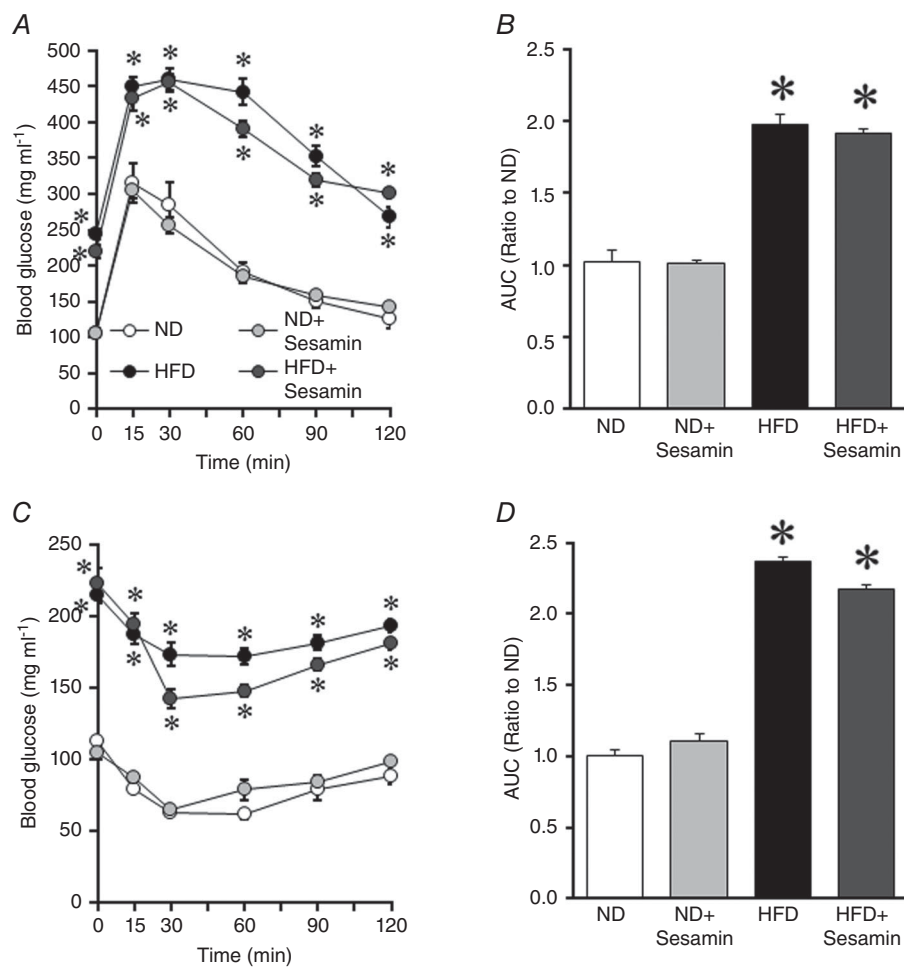 A
Blood glucose (mg ml-1)
500
450
400
350
300
250
200
150
100
50
0
* * *
* *
* *
* *
* *
* *
ND
ND+
Sesamin
HFD
HFD+
Sesamin
0 15 30 60 90 120
Time (min)
B
AUC (Ratio to ND)
2.5
2.0
1.5
1.0
0.5
0.0
* *
ND
ND+
Sesamin
HFD
HFD+
Sesamin
C
Blood glucose (mg ml-1)
250
200
150
100
50
0
* *
* *
* *
* *
* *
* *
0 15 30 60 90 120
Time (min)
D
AUC (Ratio to ND)
2.5
2.0
1.5
1.0
0.5
0.0
* *
ND
ND+
Sesamin
HFD
HFD+
Sesamin